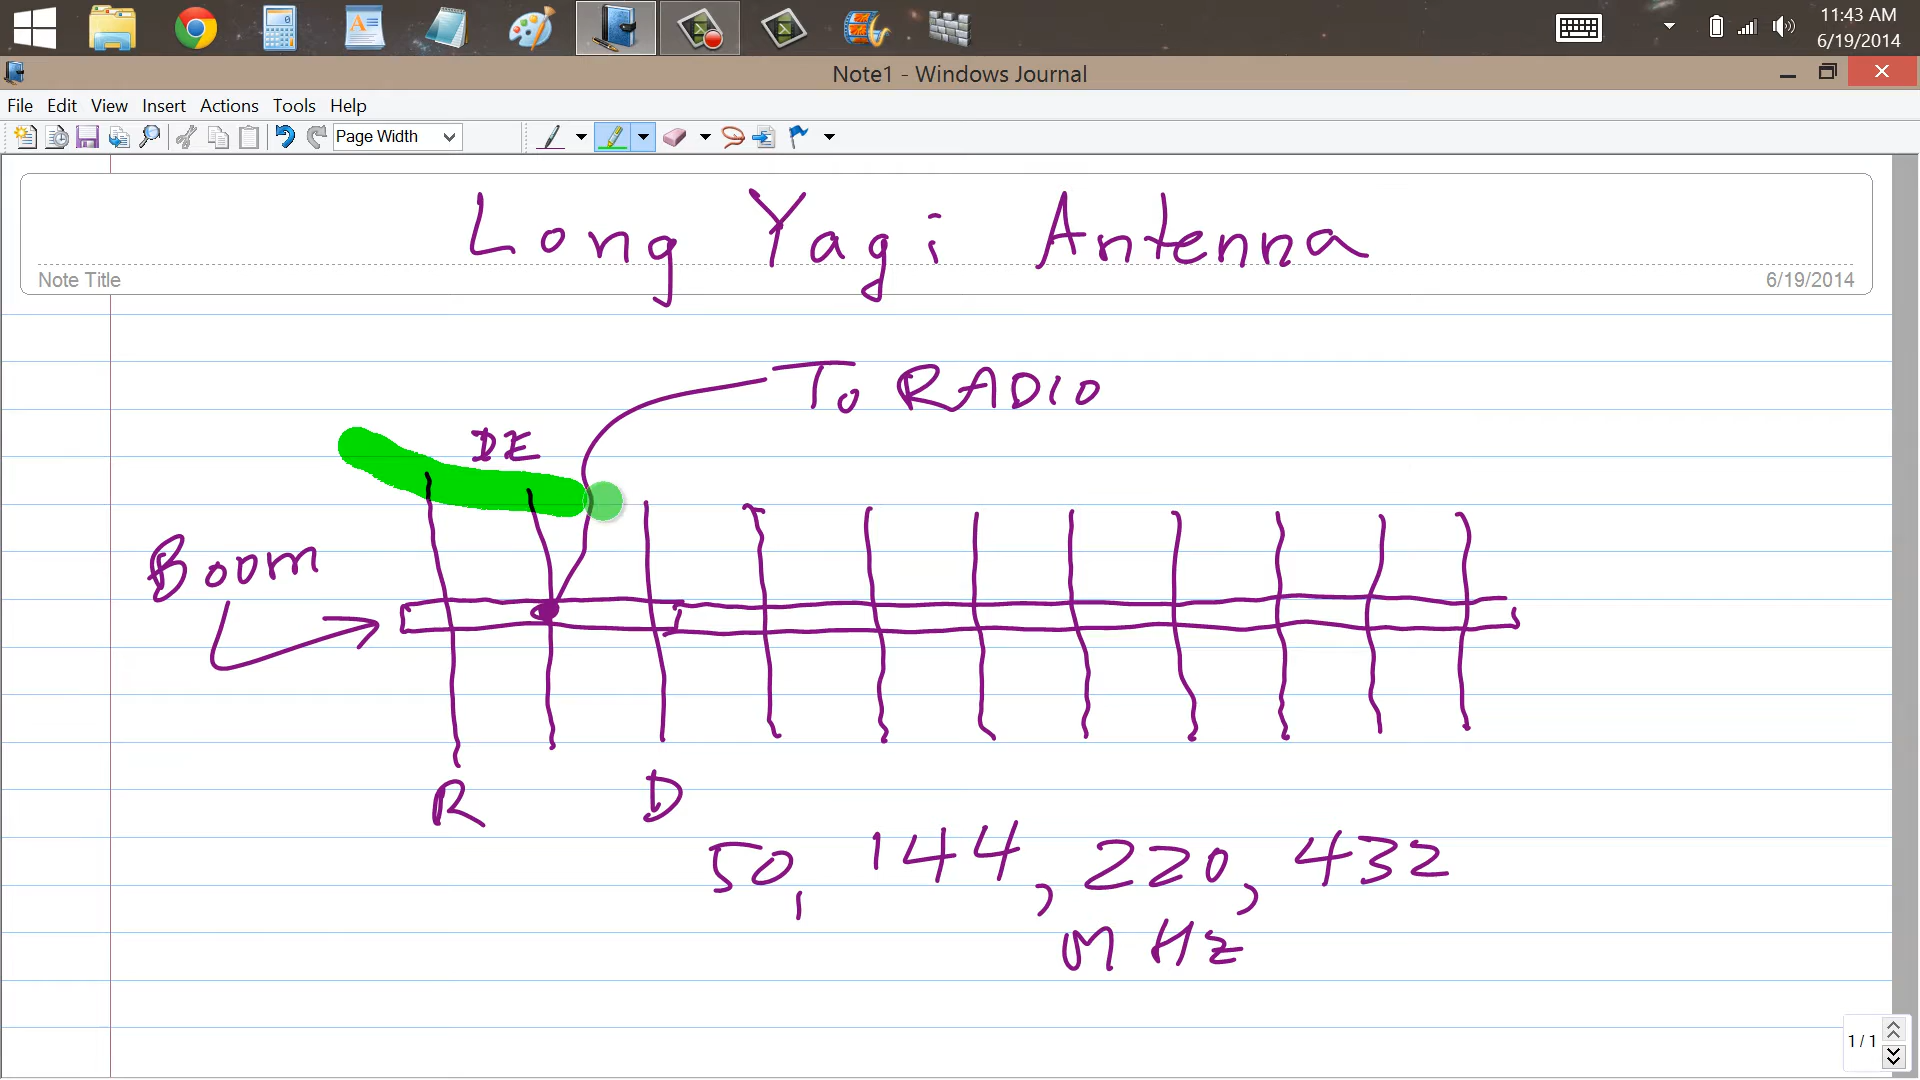 11:43 AM
6/19/2014
Note1 - Windows Journal
File Edit View Insert Actions Tools Help
Page Width
Long Yagi Antenna
Note Title 6/19/2014
To RADIO
DE
Boom
R D
50, 144, 220, 432
MHz
1 / 1